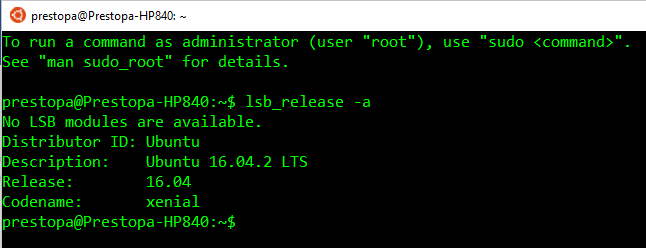 prestopa@Prestopa-HP840: ~
To run a command as administrator (user "root"), use "sudo <command>".
See "man sudo_root" for details.
prestopa@Prestopa-HP840:~$ lsb_release -a
No LSB modules are available.
Distributor ID: Ubuntu
Description:    Ubuntu 16.04.2 LTS
Release:        16.04
Codename:       xenial
prestopa@Prestopa-HP840:~$